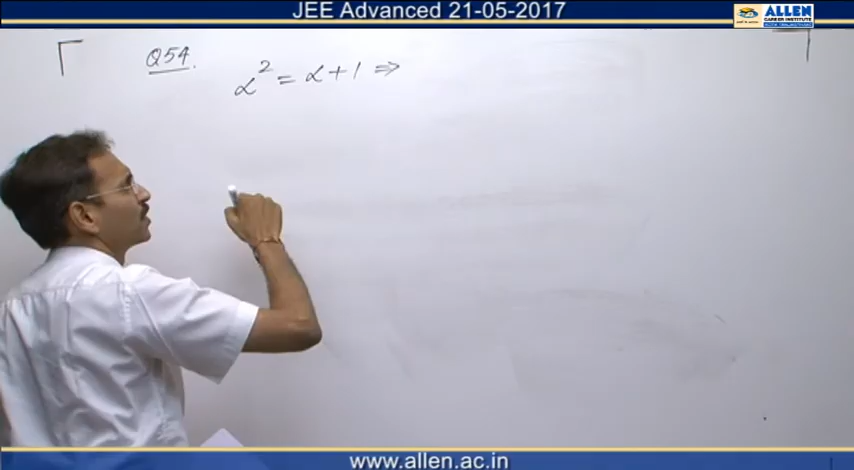 JEE Advanced 21-05-2017
ALLEN
CAREER INSTITUTE
Q54.
α² = α + 1 ⇒
www.allen.ac.in